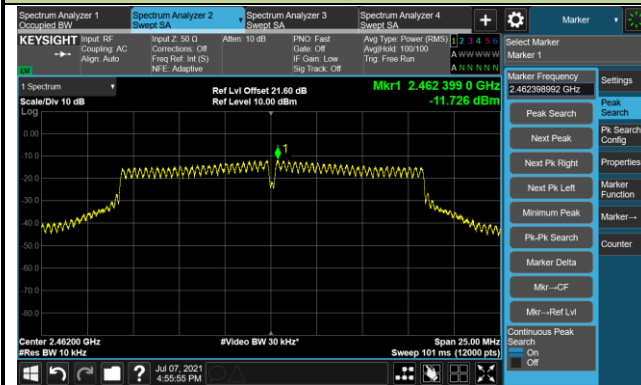 Spectrum Analyzer 1
Occupied BW
Spectrum Analyzer 2
Swept SA
Spectrum Analyzer 3
Swept SA
Spectrum Analyzer 4
Swept SA
+
Marker
KEYSIGHT
Input: RF
Coupling: AC
Align: Auto
Input Z: 50 Ω
Corrections: Off
Freq Ref: Int (S)
NFE: Adaptive
Atten: 10 dB
PNO: Fast
Gate: Off
IF Gain: Low
Sig Track: Off
Avg Type: Power (RMS)
Avg|Hold: 100/100
Trig: Free Run
1 2 3 4 5 6
A W W W W W
A N N N N N
LV
Select Marker
Marker 1
1 Spectrum
Scale/Div 10 dB
Log
Ref Lvl Offset 21.60 dB
Ref Level 10.00 dBm
Mkr1 2.462 399 0 GHz
-11.726 dBm
0.00
-10.0
-20.0
-30.0
-40.0
-50.0
-60.0
-70.0
-80.0
1
Center 2.46200 GHz
#Res BW 10 kHz
#Video BW 30 kHz*
Span 25.00 MHz
Sweep 101 ms (12000 pts)
Marker Frequency
2.462398992 GHz
Peak Search
Next Peak
Next Pk Right
Next Pk Left
Minimum Peak
Pk-Pk Search
Marker Delta
Mkr→CF
Mkr→Ref Lvl
Continuous Peak
Search
On
Off
Settings
Peak
Search
Pk Search
Config
Properties
Marker
Function
Marker→
Counter
?
Jul 07, 2021
4:55:55 PM